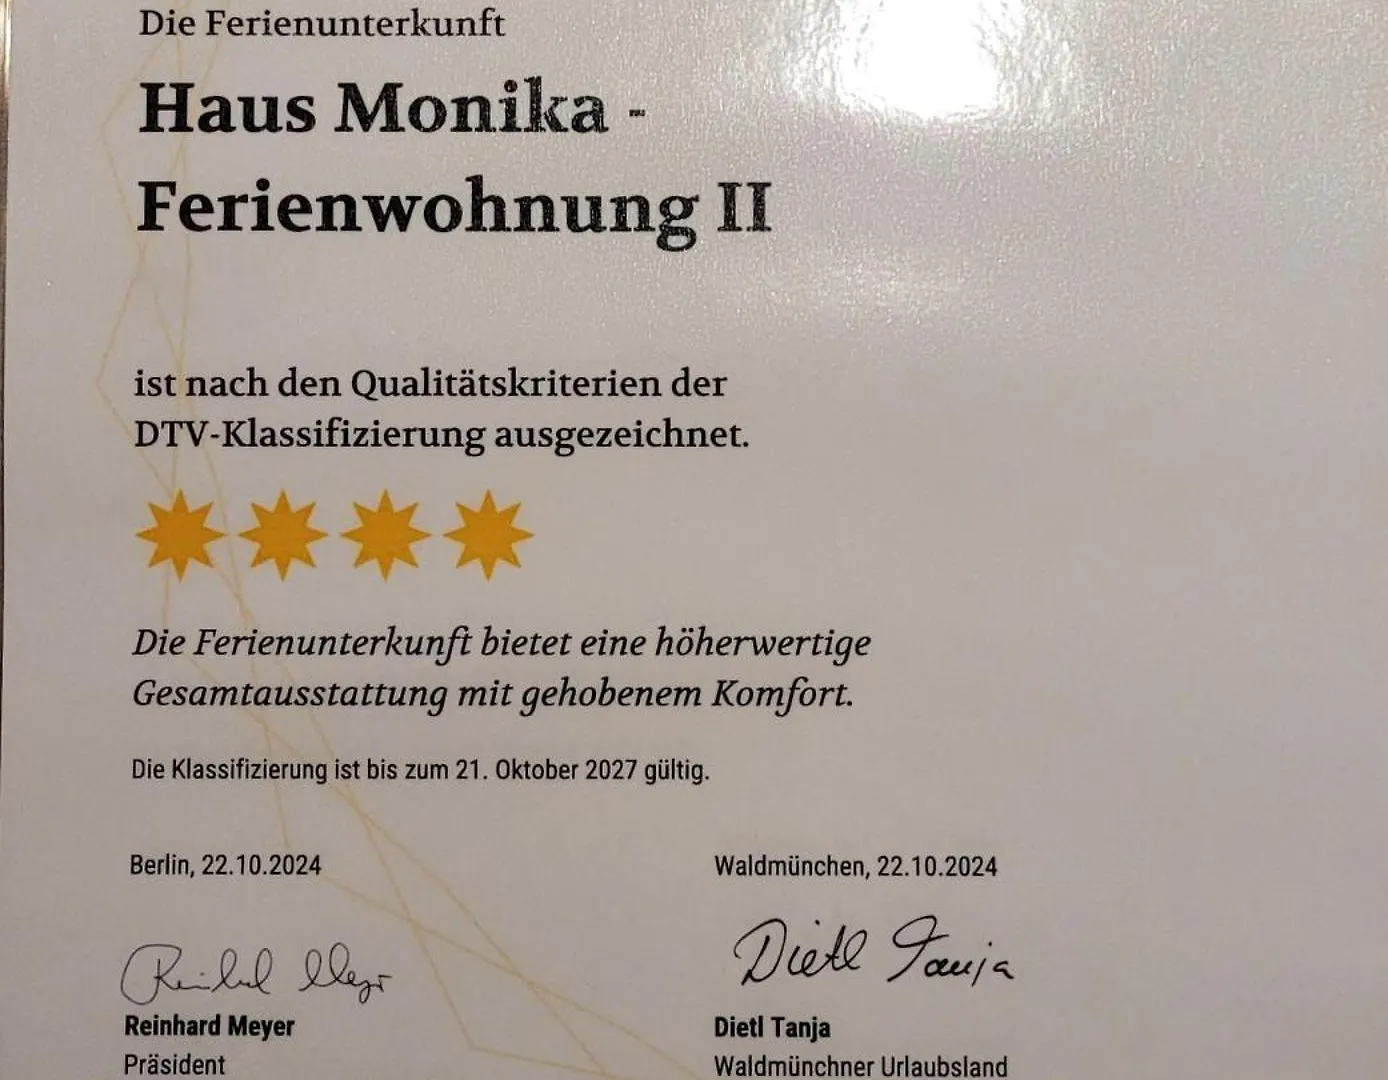 Die Ferienunterkunft
Haus Monika -
Ferienwohnung II
ist nach den Qualitätskriterien der
DTV-Klassifizierung ausgezeichnet.
Die Ferienunterkunft bietet eine höherwertige
Gesamtausstattung mit gehobenem Komfort.
Die Klassifizierung ist bis zum 21. Oktober 2027 gültig.
Berlin, 22.10.2024
Waldmünchen, 22.10.2024
Reinhard Meyer
Dietl Tanja
Reinhard Meyer
Präsident
Dietl Tanja
Waldmünchner Urlaubsland